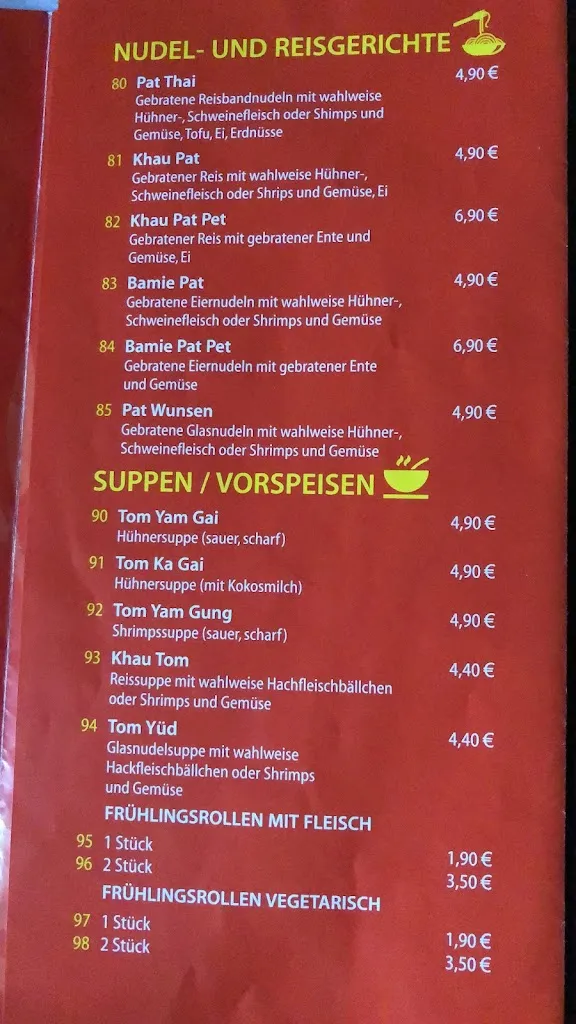 NUDEL- UND REISGERICHTE
80 Pat Thai 4,90 €
Gebratene Reisbandnudeln mit wahlweise
Hühner-, Schweinefleisch oder Shimps und
Gemüse, Tofu, Ei, Erdnüsse
81 Khau Pat 4,90 €
Gebratener Reis mit wahlweise Hühner-,
Schweinefleisch oder Shrips und Gemüse, Ei
82 Khau Pat Pet 6,90 €
Gebratener Reis mit gebratener Ente und
Gemüse, Ei
83 Bamie Pat 4,90 €
Gebratene Eiernudeln mit wahlweise Hühner-,
Schweinefleisch oder Shrimps und Gemüse
84 Bamie Pat Pet 6,90 €
Gebratene Eiernudeln mit gebratener Ente
und Gemüse
85 Pat Wunsen 4,90 €
Gebratene Glasnudeln mit wahlweise Hühner-,
Schweinefleisch oder Shrimps und Gemüse
SUPPEN / VORSPEISEN
90 Tom Yam Gai 4,90 €
Hühnersuppe (sauer, scharf)
91 Tom Ka Gai 4,90 €
Hühnersuppe (mit Kokosmilch)
92 Tom Yam Gung 4,90 €
Shrimpssuppe (sauer, scharf)
93 Khau Tom 4,40 €
Reissuppe mit wahlweise Hachfleischbällchen
oder Shrimps und Gemüse
94 Tom Yüd 4,40 €
Glasnudelsuppe mit wahlweise
Hackfleischbällchen oder Shrimps
und Gemüse
FRÜHLINGSROLLEN MIT FLEISCH
95 1 Stück 1,90 €
96 2 Stück 3,50 €
FRÜHLINGSROLLEN VEGETARISCH
97 1 Stück 1,90 €
98 2 Stück 3,50 €